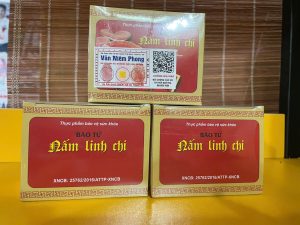 Thực phẩm bảo vệ sức khỏe
Nấm linh chi
Văn Niêm Phong
Thực phẩm bảo vệ sức khỏe
BÀO TỬ
Nấm linh chi
XNCB: 25762/2016/ATTP-XNCB
Thực phẩm bảo vệ sức khỏe
BÀO TỬ
Nấm linh chi
XNCB: 25762/2016/ATTP-XNCB